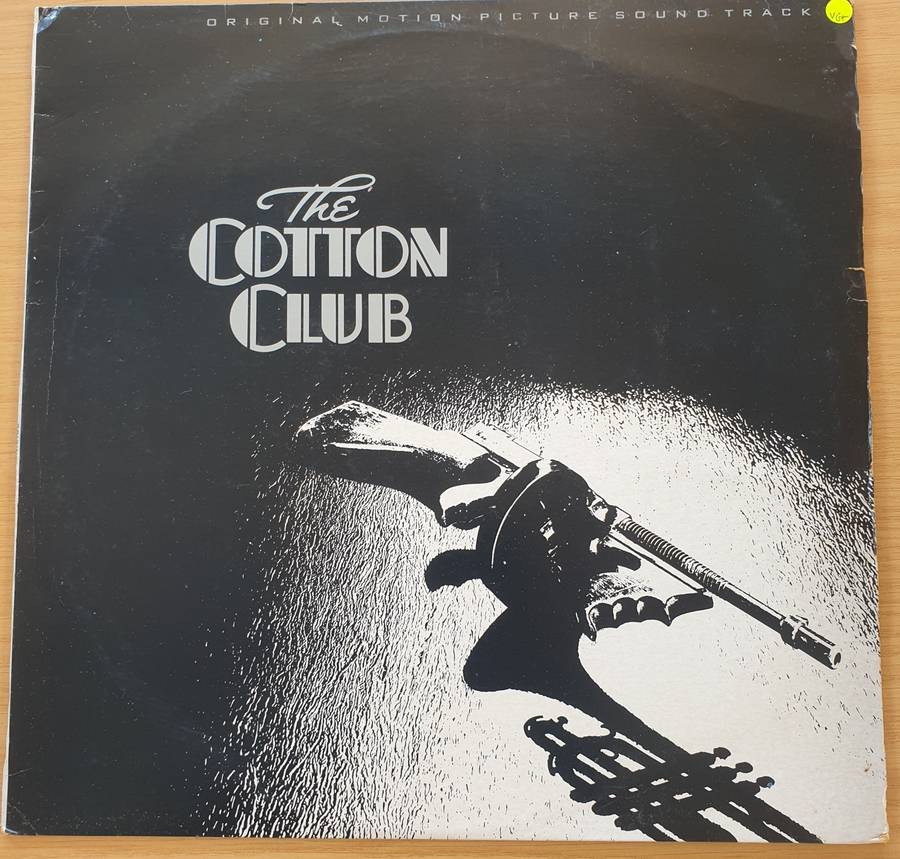 ORIGINAL MOTION PICTURE SOUND TRACK
VG+
The
COTTON
CLUB